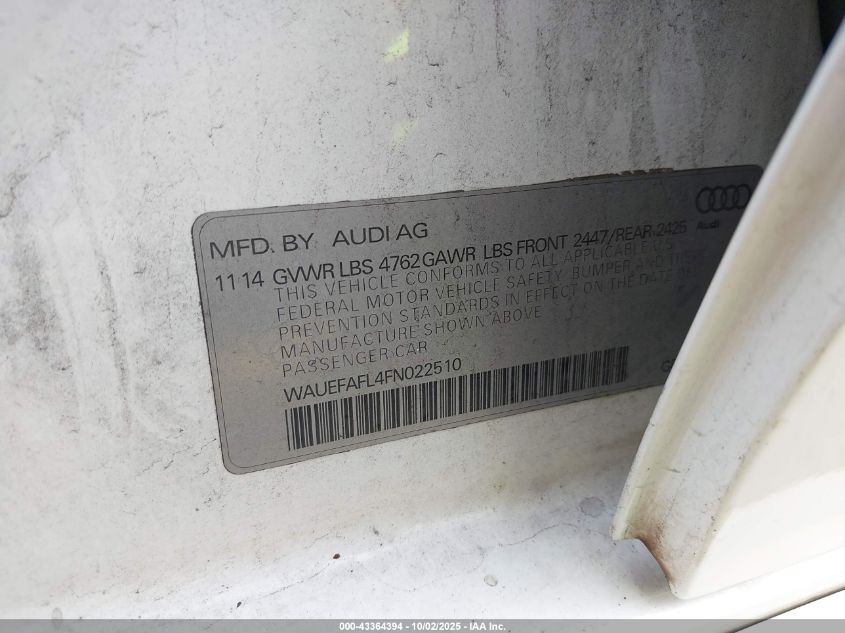 MFD. BY AUDI AG
Audi
11 14 GVWR LBS 4762 GAWR LBS FRONT 2447/REAR 2425
THIS VEHICLE CONFORMS TO ALL APPLICABLE U.S.
FEDERAL MOTOR VEHICLE SAFETY, BUMPER AND THEFT
PREVENTION STANDARDS IN EFFECT ON THE DATE OF
MANUFACTURE SHOWN ABOVE
PASSENGER CAR
WAUEFAFL4FN022510
000-43364394 - 10/02/2025 - IAA Inc.